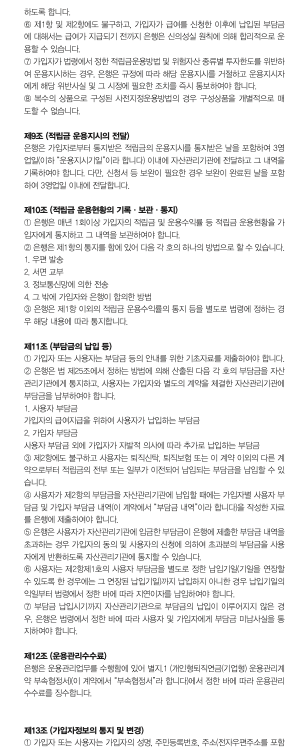 하도록 합니다.
⑥ 제1항 및 제2항에도 불구하고, 가입자가 급여를 신청한 이후에 납입된 부담금
에 대해서는 급여가 지급되기 전까지 은행은 신의성실 원칙에 의해 합리적으로 운
용할 수 있습니다.
⑦ 가입자가 법령에서 정한 적립금운용방법 및 위험자산 종류별 투자한도를 위반하
여 운용지시하는 경우, 은행은 규정에 따라 해당 운용지시를 거절하고 운용지시자
에게 해당 위반사실 및 그 시정에 필요한 조치를 즉시 통보하여야 합니다.
⑧ 복수의 상품으로 구성된 사전지정운용방법의 경우 구성상품을 개별적으로 매
도할 수 없습니다.
제9조 (적립금 운용지시의 전달)
은행은 가입자로부터 통지받은 적립금의 운용지시를 통지받은 날을 포함하여 3영
업일(이하 "운용지시기일"이라 합니다) 이내에 자산관리기관에 전달하고 그 내역을
기록하여야 합니다. 다만, 신청서 등 보완이 필요한 경우 보완이 완료된 날을 포함
하여 3영업일 이내에 전달합니다.
제10조 (적립금 운용현황의 기록·보관·통지)
① 은행은 매년 1회이상 가입자의 적립금 및 운용수익률 등 적립금 운용현황을 가
입자에게 통지하고 그 내역을 보관하여야 합니다.
② 은행은 제1항의 통지를 함에 있어 다음 각 호의 하나의 방법으로 할 수 있습니다.
1. 우편 발송
2. 서면 교부
3. 정보통신망에 의한 전송
4. 그 밖에 가입자와 은행이 합의한 방법
③ 은행은 제1항 이외의 적립금 운용수익률의 통지 등을 별도로 법령에 정하는 경
우 해당 내용에 따라 통지합니다.
제11조 (부담금의 납입 등)
① 가입자 또는 사용자는 부담금 등의 안내를 위한 기초자료를 제출하여야 합니다.
② 은행은 법 제25조에서 정하는 방법에 의해 산출된 다음 각 호의 부담금을 자산
관리기관에게 통지하고, 사용자는 가입자와 별도의 계약을 체결한 자산관리기관에
부담금을 납부하여야 합니다.
1. 사용자 부담금
가입자의 급여지급을 위하여 사용자가 납입하는 부담금
2. 가입자 부담금
사용자 부담금 외에 가입자가 자발적 의사에 따라 추가로 납입하는 부담금
③ 제2항에도 불구하고 사용자는 퇴직신탁, 퇴직보험 또는 이 계약 이외의 다른 계
약으로부터 적립금의 전부 또는 일부가 이전되어 납입되는 부담금을 납입할 수 있
습니다.
④ 사용자가 제2항의 부담금을 자산관리기관에 납입할 때에는 가입자별 사용자 부
담금 및 가입자 부담금 내역(이 계약에서 "부담금 내역"이라 합니다)을 작성한 자료
를 은행에 제출하여야 합니다.
⑤ 은행은 사용자가 자산관리기관에 입금한 부담금이 은행에 제출한 부담금 내역을
초과하는 경우 가입자의 동의 및 사용자의 신청에 의하여 초과분의 부담금을 사용
자에게 반환하도록 자산관리기관에 통지할 수 있습니다.
⑥ 사용자는 제2항제1호의 사용자 부담금을 별도로 정한 납입기일(기일을 연장할
수 있도록 한 경우에는 그 연장된 납입기일)까지 납입하지 아니한 경우 납입기일의
익일부터 법령에서 정한 바에 따라 지연이자를 납입하여야 합니다.
⑦ 부담금 납입시기까지 자산관리기관으로 부담금의 납입이 이루어지지 않은 경
우, 은행은 법령에서 정한 바에 따라 사용자 및 가입자에게 부담금 미납사실을 통
지하여야 합니다.
제12조 (운용관리수수료)
은행은 운용관리업무를 수행함에 있어 별지.1 (개인형퇴직연금(기업형) 운용관리계
약 부속협정서(이 계약에서 "부속협정서"라 합니다)에서 정한 바에 따라 운용관리
수수료를 징수합니다.
제13조 (가입자정보의 통지 및 변경)
① 가입자 또는 사용자는 가입자의 성명, 주민등록번호, 주소(전자우편주소를 포함